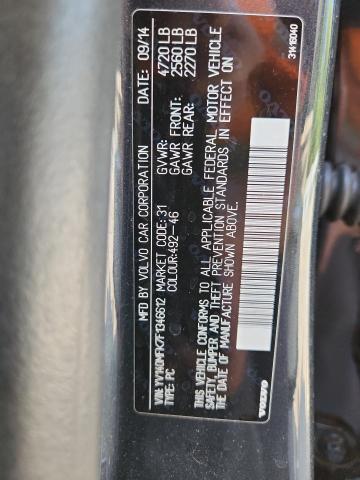 MFD BY VOLVO CAR CORPORATION DATE: 09/14
MARKET CODE: 31 GVWR: 4720 LB
COLOUR:492-46 GAWR FRONT: 2560 LB
GAWR REAR: 2270 LB
VIN: YV140MFK7F1346612
TYPE: PC
THIS VEHICLE CONFORMS TO ALL APPLICABLE FEDERAL MOTOR VEHICLE
SAFETY, BUMPER AND THEFT PREVENTION STANDARDS IN EFFECT ON
DATE OF MANUFACTURE SHOWN ABOVE.
VOLVO
31416040